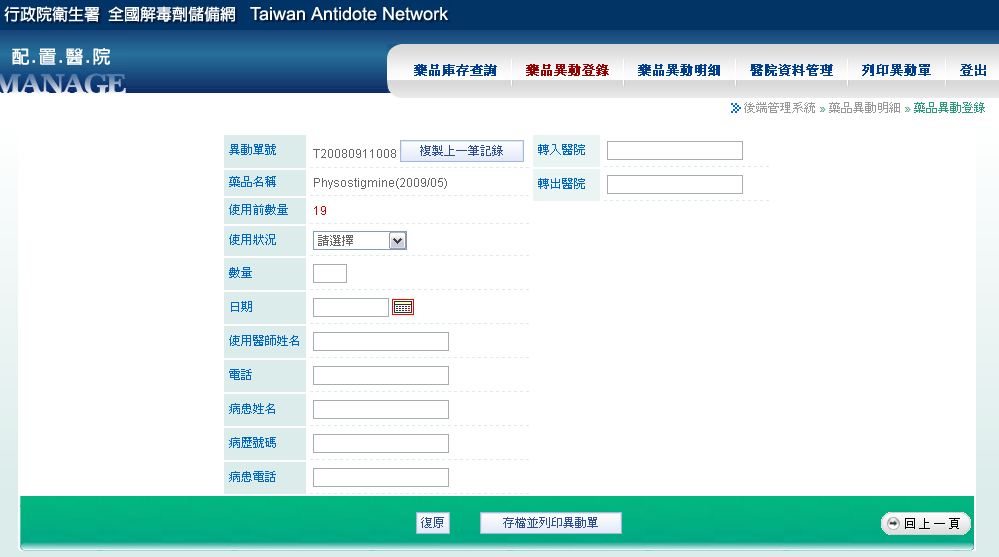 行政院衛生署 全國解毒劑儲備網 Taiwan Antidote Network
配.置.醫.院
MANAGE
藥品庫存查詢 藥品異動登錄 藥品異動明細 醫院資料管理 列印異動單 登出
後端管理系統 » 藥品異動明細 » 藥品異動登錄
異動單號 T20080911008 複製上一筆記錄 轉入醫院
藥品名稱 Physostigmine(2009/05) 轉出醫院
使用前數量 19
使用狀況 請選擇
數量
日期
使用醫師姓名
電話
病患姓名
病歷號碼
病患電話
復原 存檔並列印異動單 回上一頁